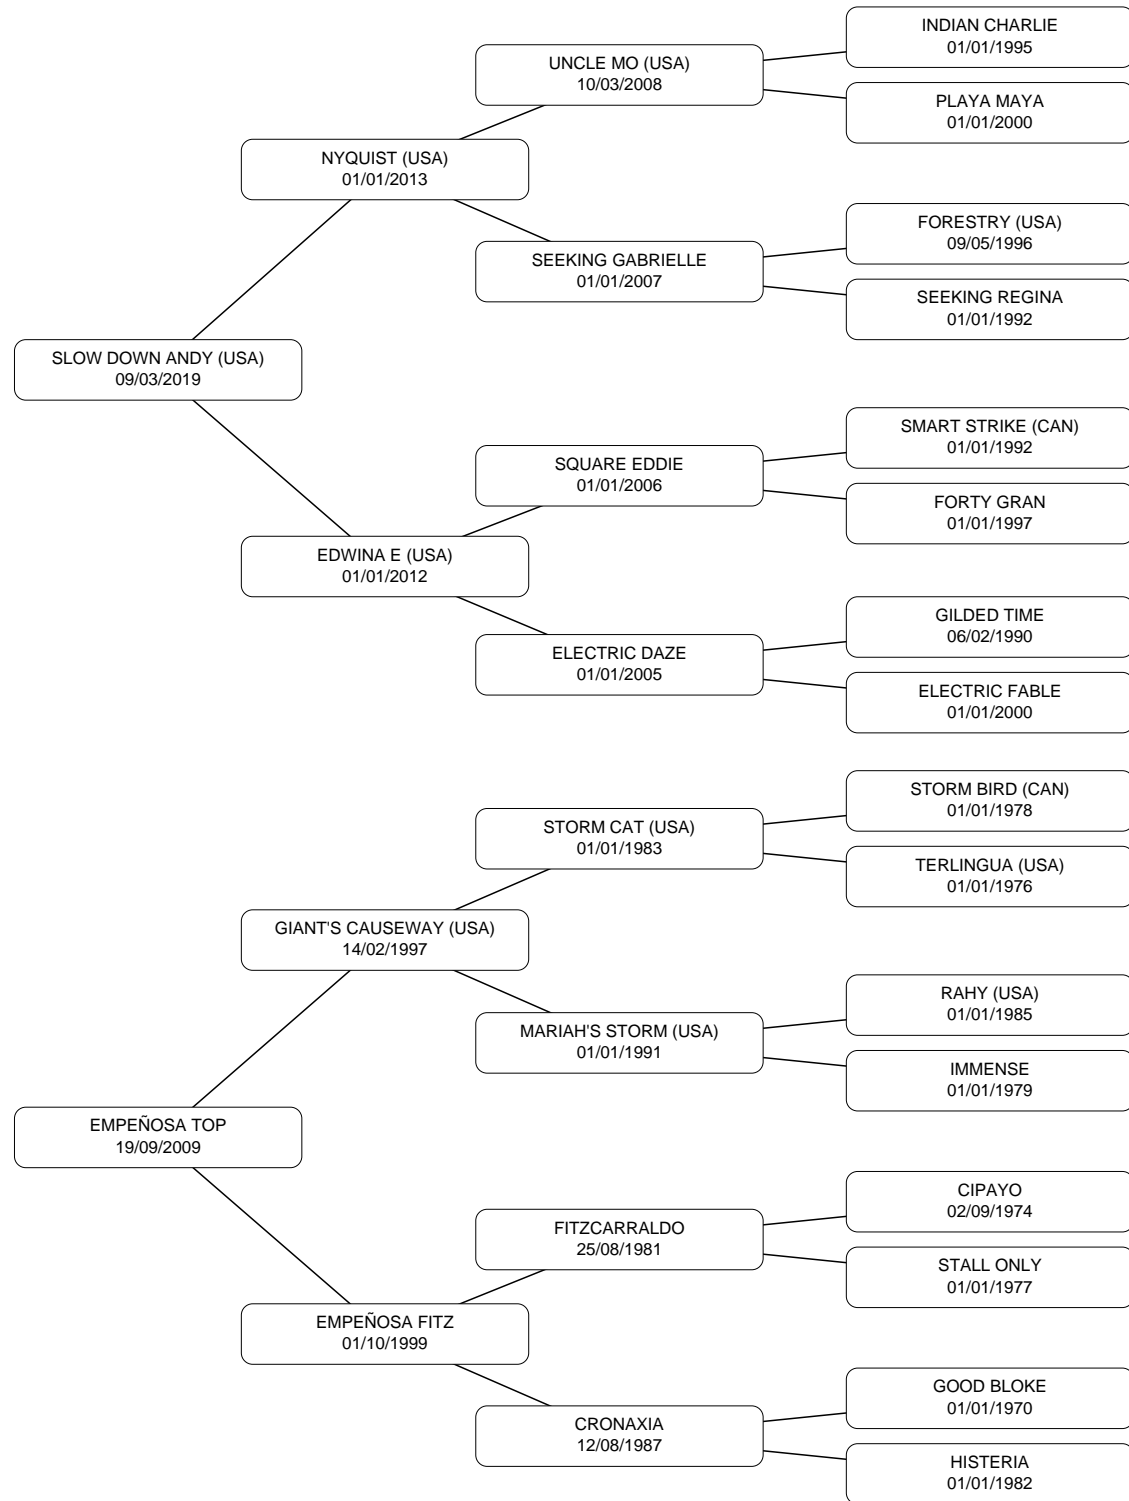 INDIAN CHARLIE
01/01/1995
UNCLE MO (USA)
10/03/2008
PLAYA MAYA
01/01/2000
NYQUIST (USA)
01/01/2013
FORESTRY (USA)
09/05/1996
SEEKING GABRIELLE
01/01/2007
SEEKING REGINA
01/01/1992
SLOW DOWN ANDY (USA)
09/03/2019
SMART STRIKE (CAN)
01/01/1992
SQUARE EDDIE
01/01/2006
FORTY GRAN
01/01/1997
EDWINA E (USA)
01/01/2012
GILDED TIME
06/02/1990
ELECTRIC DAZE
01/01/2005
ELECTRIC FABLE
01/01/2000
STORM BIRD (CAN)
01/01/1978
STORM CAT (USA)
01/01/1983
TERLINGUA (USA)
01/01/1976
GIANT'S CAUSEWAY (USA)
14/02/1997
RAHY (USA)
01/01/1985
MARIAH'S STORM (USA)
01/01/1991
IMMENSE
01/01/1979
EMPEÑOSA TOP
19/09/2009
CIPAYO
02/09/1974
FITZCARRALDO
25/08/1981
STALL ONLY
01/01/1977
EMPEÑOSA FITZ
01/10/1999
GOOD BLOKE
01/01/1970
CRONAXIA
12/08/1987
HISTERIA
01/01/1982